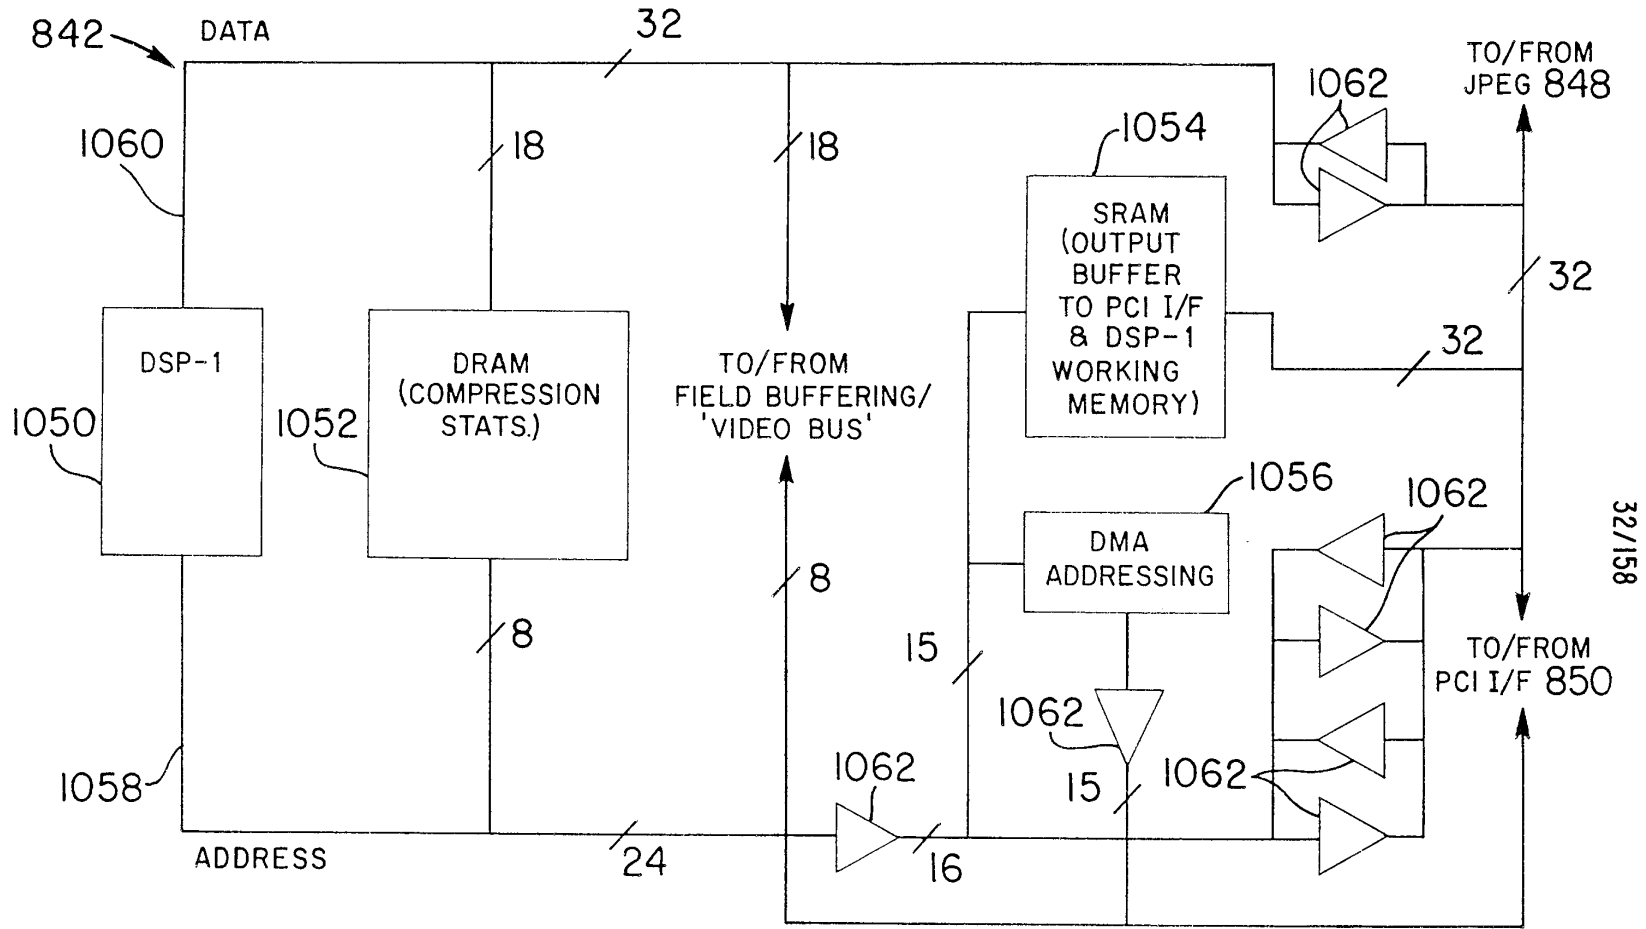 842
DATA
32
TO/FROM
JPEG 848
1062
1060
18
18
1054
SRAM
(OUTPUT
BUFFER
TO PCI I/F
& DSP-1
WORKING
MEMORY)
32
32
DSP-1
DRAM
(COMPRESSION
STATS.)
TO/FROM
FIELD BUFFERING/
'VIDEO BUS'
1050
1052
1056
1062
32/158
DMA
ADDRESSING
8
8
15
TO/FROM
PCI I/F 850
1062
1058
1062
15
1062
ADDRESS
24
16